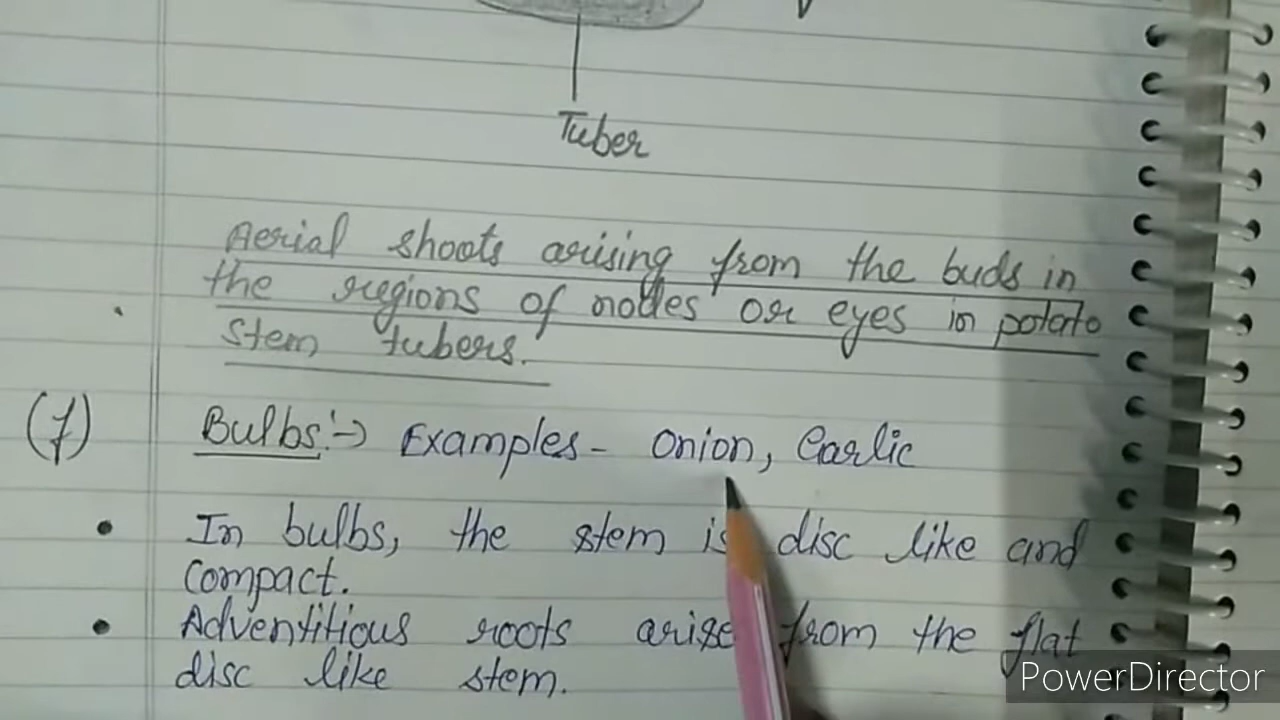 Tuber
Aerial shoots arising from the buds in
the regions of nodes or eyes in potato
stem tubers.
(f) Bulbs:-> Examples - Onion, Garlic
• In bulbs, the stem is disc like and
compact.
• Adventitious roots arise from the flat
disc like stem.
PowerDirector